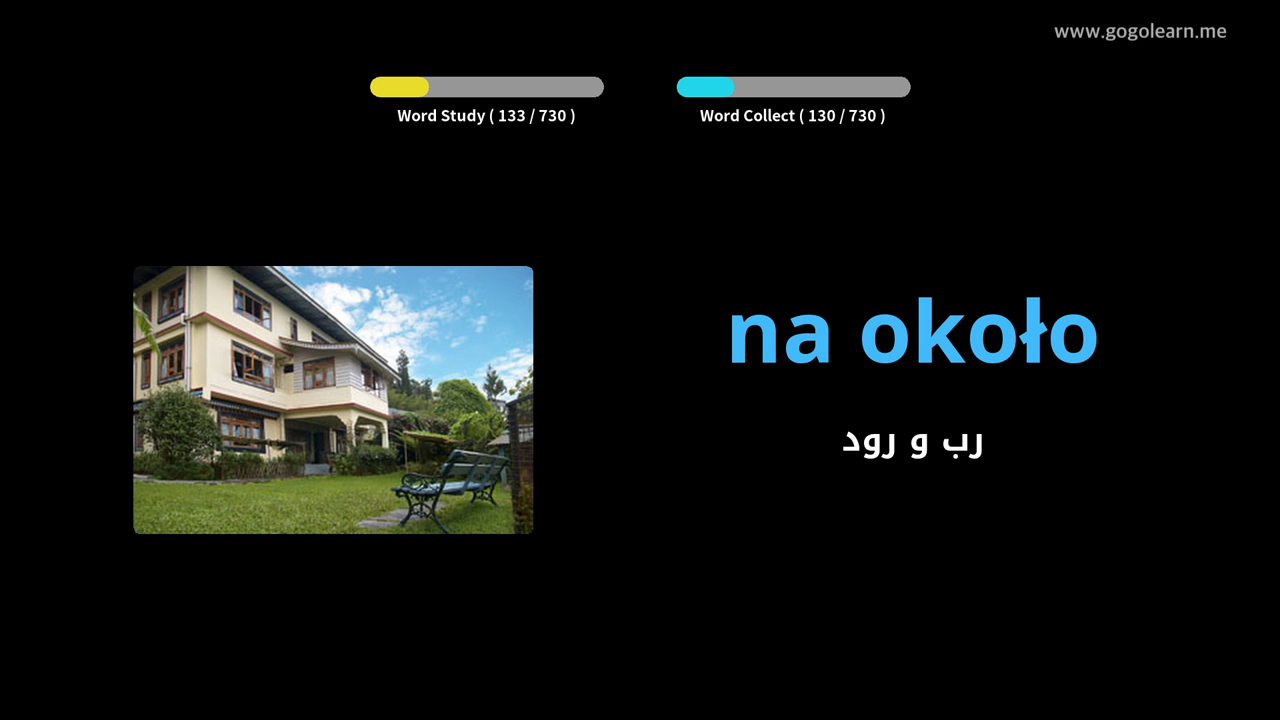 www.gogolearn.me
Word Study ( 133 / 730 )
Word Collect ( 130 / 730 )
na około
رب و رود